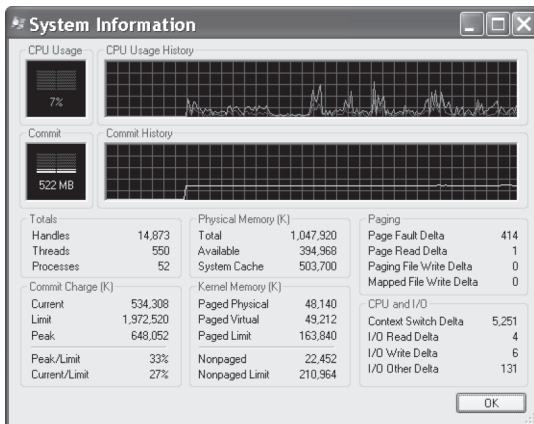 System Information
CPU Usage
CPU Usage History
7%
Commit
Commit History
522 MB
Totals
Handles 14,873
Threads 550
Processes 52
Physical Memory (K)
Total 1,047,920
Available 394,968
System Cache 503,700
Paging
Page Fault Delta 414
Page Read Delta 1
Paging File Write Delta 0
Mapped File Write Delta 0
Commit Charge (K)
Current 534,308
Limit 1,972,520
Peak 648,052
Peak/Limit 33%
Current/Limit 27%
Kernel Memory (K)
Paged Physical 48,140
Paged Virtual 49,212
Paged Limit 163,840
Nonpaged 22,452
Nonpaged Limit 210,964
CPU and I/O
Context Switch Delta 5,251
I/O Read Delta 4
I/O Write Delta 6
I/O Other Delta 131
OK